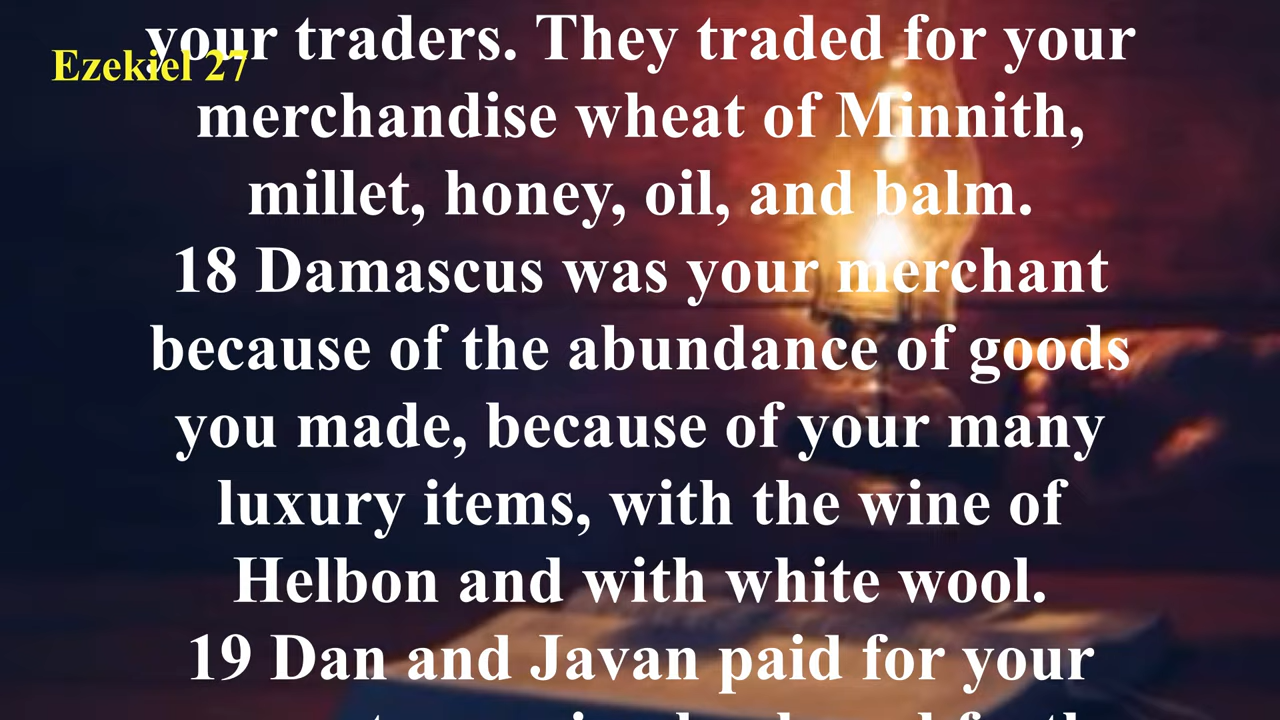 your traders. They traded for your
Ezekiel 27
merchandise wheat of Minnith,
millet, honey, oil, and balm.
18 Damascus was your merchant
because of the abundance of goods
you made, because of your many
luxury items, with the wine of
Helbon and with white wool.
19 Dan and Javan paid for your